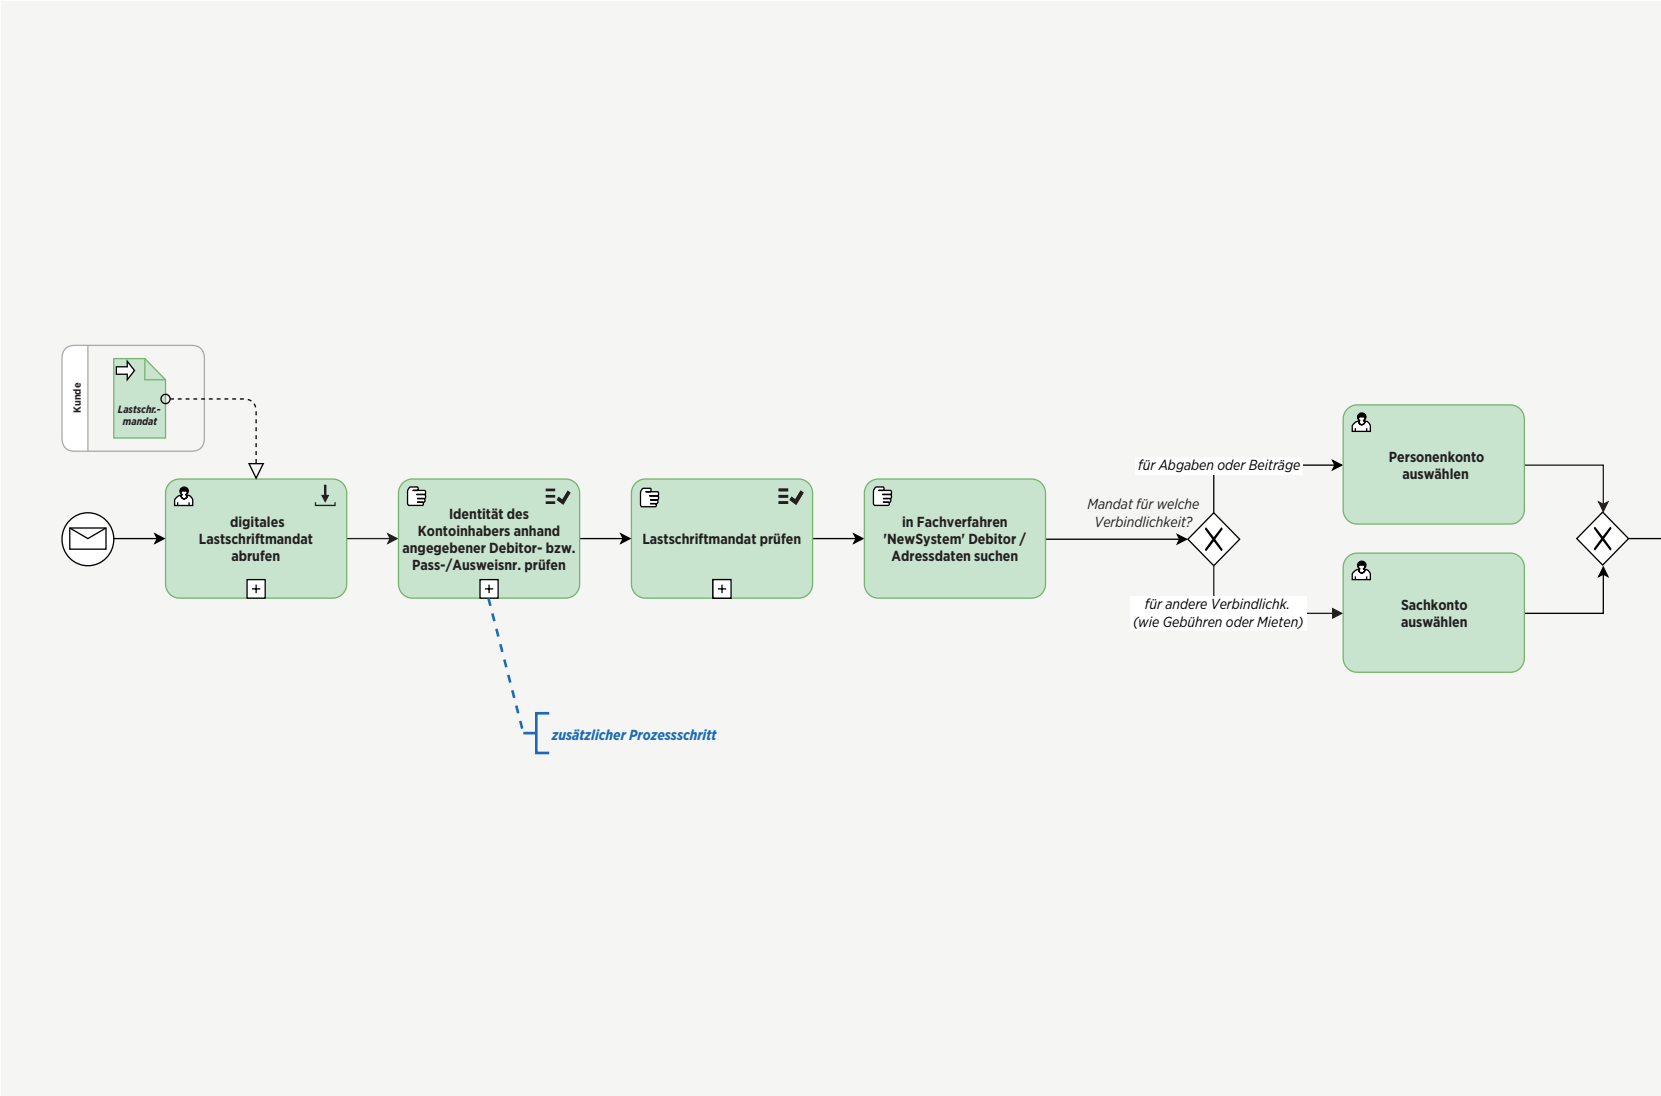 Kunde
Lastschr.-
mandat
digitales
Lastschriftmandat
abrufen
Identität des
Kontoinhabers anhand
angegebener Debitor- bzw.
Pass-/Ausweisnr. prüfen
zusätzlicher Prozessschritt
Lastschriftmandat prüfen
in Fachverfahren
'NewSystem' Debitor /
Adressdaten suchen
Mandat für welche
Verbindlichkeit?
für Abgaben oder Beiträge
für andere Verbindlichk.
(wie Gebühren oder Mieten)
Personenkonto
auswählen
Sachkonto
auswählen